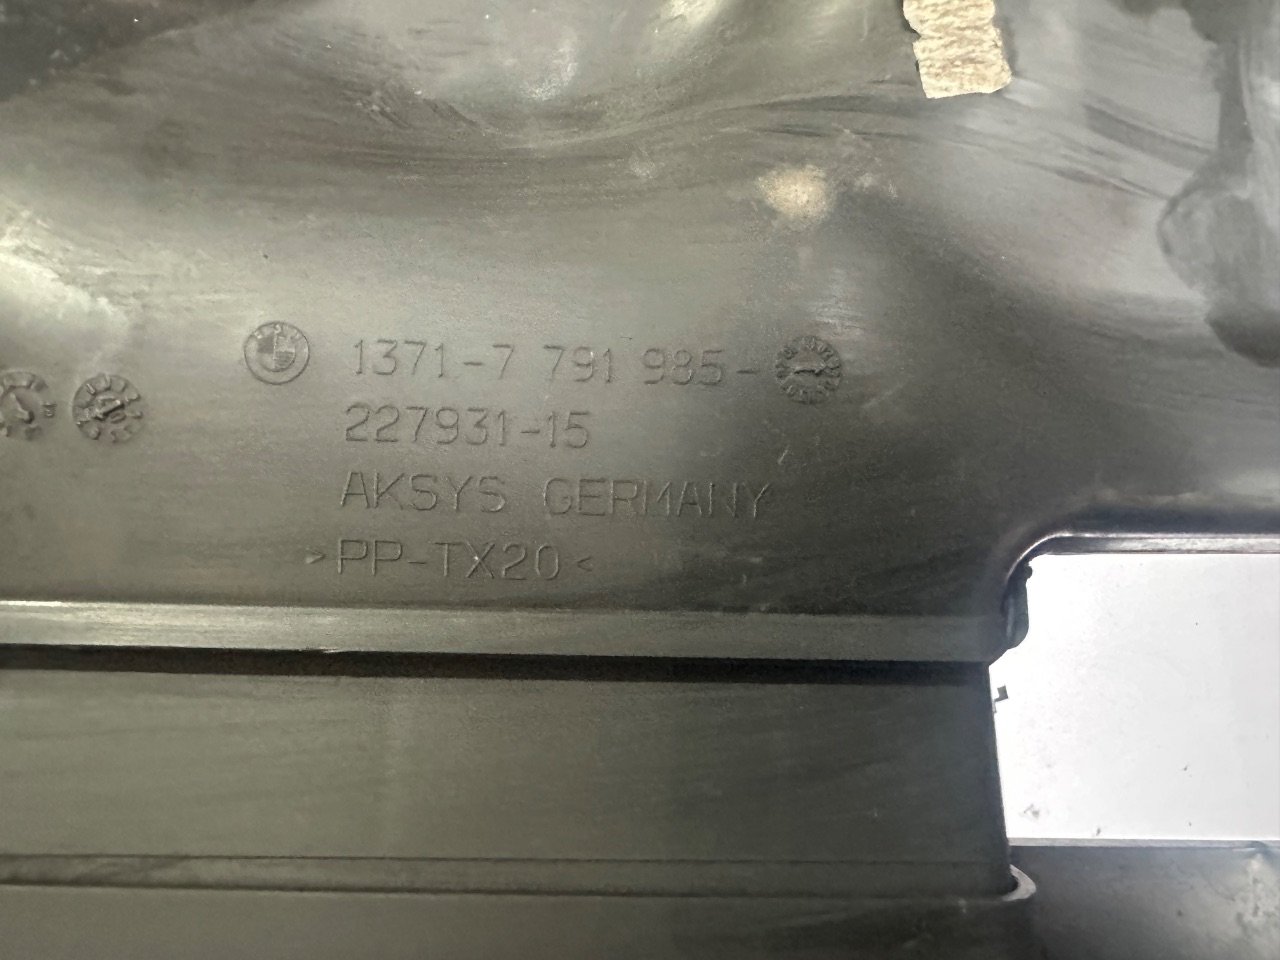 1371-7 791 985-
227931-15
AKSYS GERMANY
>PP-TX20<